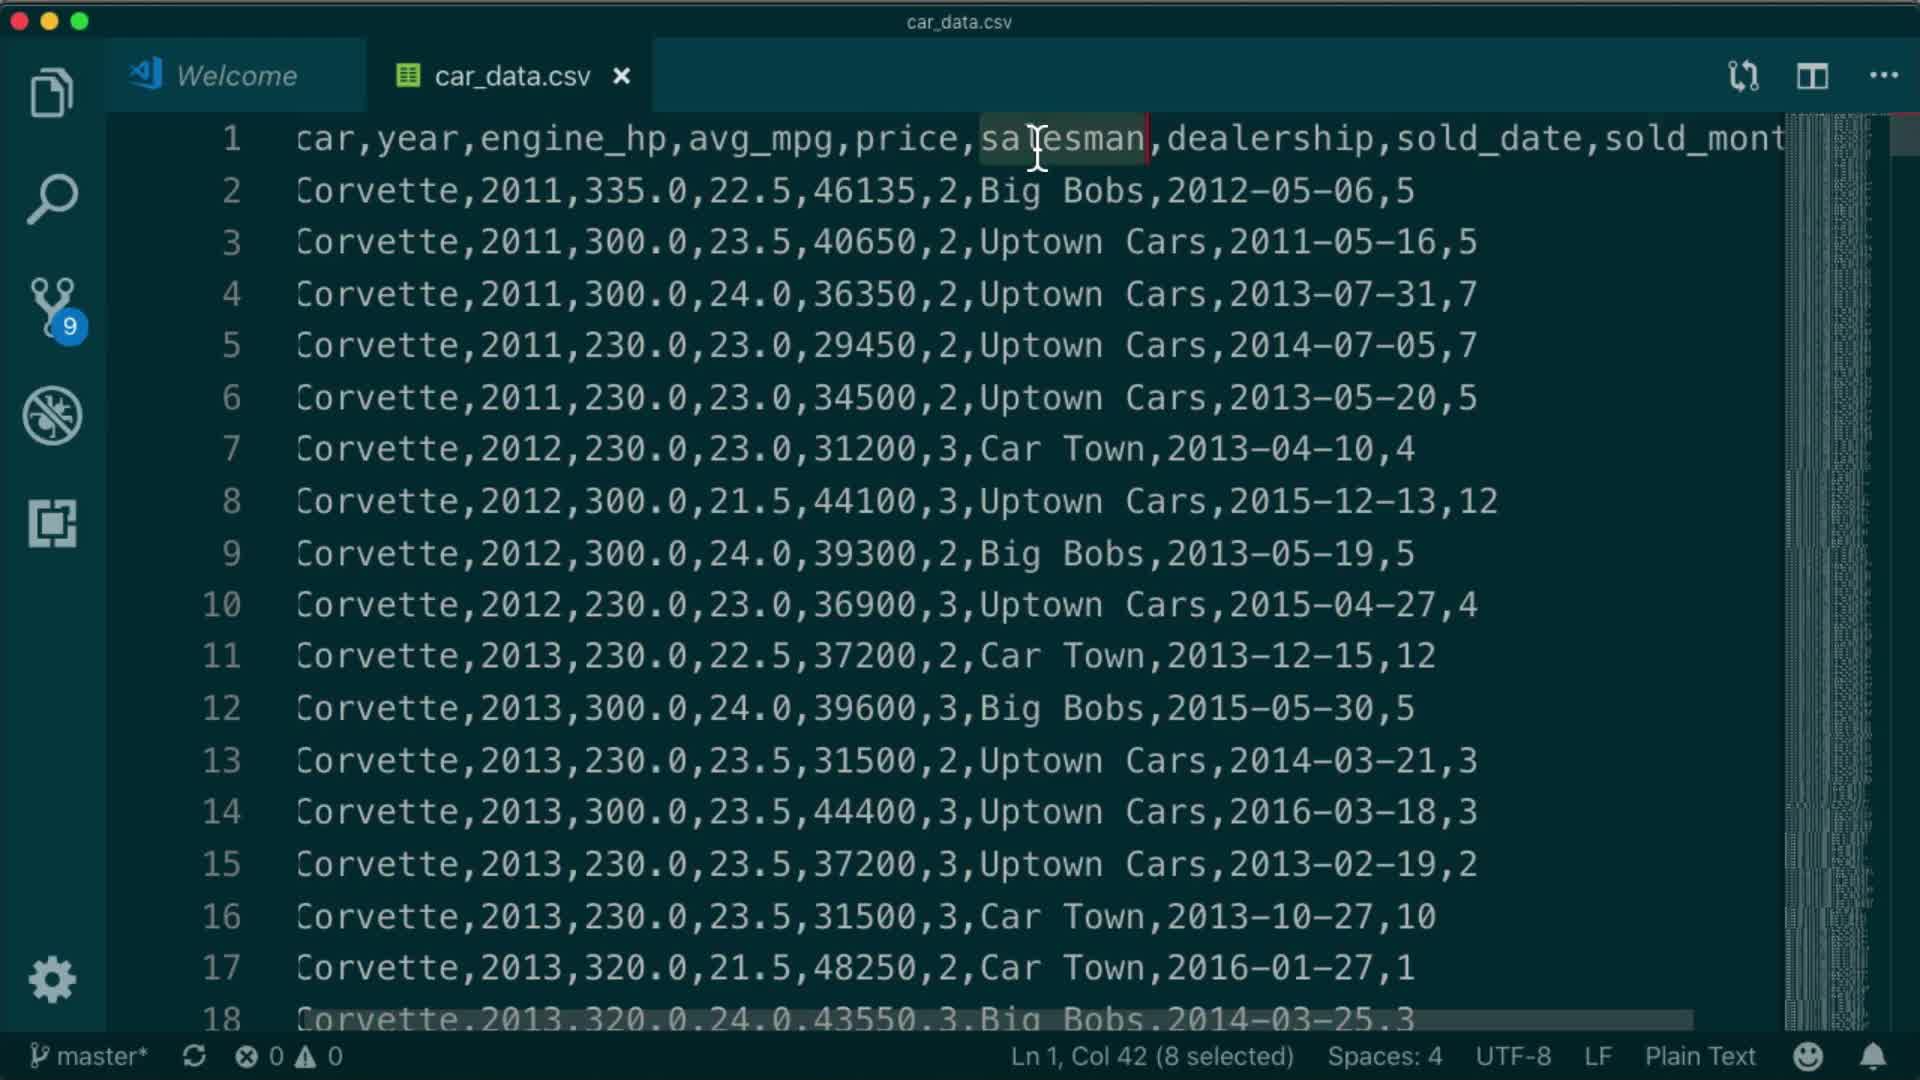 car_data.csv
Welcome
car_data.csv
1 car,year,engine_hp,avg_mpg,price,salesman,dealership,sold_date,sold_mont
2 Corvette,2011,335.0,22.5,46135,2,Big Bobs,2012-05-06,5
3 Corvette,2011,300.0,23.5,40650,2,Uptown Cars,2011-05-16,5
4 Corvette,2011,300.0,24.0,36350,2,Uptown Cars,2013-07-31,7
5 Corvette,2011,230.0,23.0,29450,2,Uptown Cars,2014-07-05,7
6 Corvette,2011,230.0,23.0,34500,2,Uptown Cars,2013-05-20,5
7 Corvette,2012,230.0,23.0,31200,3,Car Town,2013-04-10,4
8 Corvette,2012,300.0,21.5,44100,3,Uptown Cars,2015-12-13,12
9 Corvette,2012,300.0,24.0,39300,2,Big Bobs,2013-05-19,5
10 Corvette,2012,230.0,23.0,36900,3,Uptown Cars,2015-04-27,4
11 Corvette,2013,230.0,22.5,37200,2,Car Town,2013-12-15,12
12 Corvette,2013,300.0,24.0,39600,3,Big Bobs,2015-05-30,5
13 Corvette,2013,230.0,23.5,31500,2,Uptown Cars,2014-03-21,3
14 Corvette,2013,300.0,23.5,44400,3,Uptown Cars,2016-03-18,3
15 Corvette,2013,230.0,23.5,37200,3,Uptown Cars,2013-02-19,2
16 Corvette,2013,230.0,23.5,31500,3,Car Town,2013-10-27,10
17 Corvette,2013,320.0,21.5,48250,2,Car Town,2016-01-27,1
18 Corvette,2013,320.0,24.0,43550,3,Big Bobs,2014-03-25,3
9
master* 0 0 Ln 1, Col 42 (8 selected) Spaces: 4 UTF-8 LF Plain Text